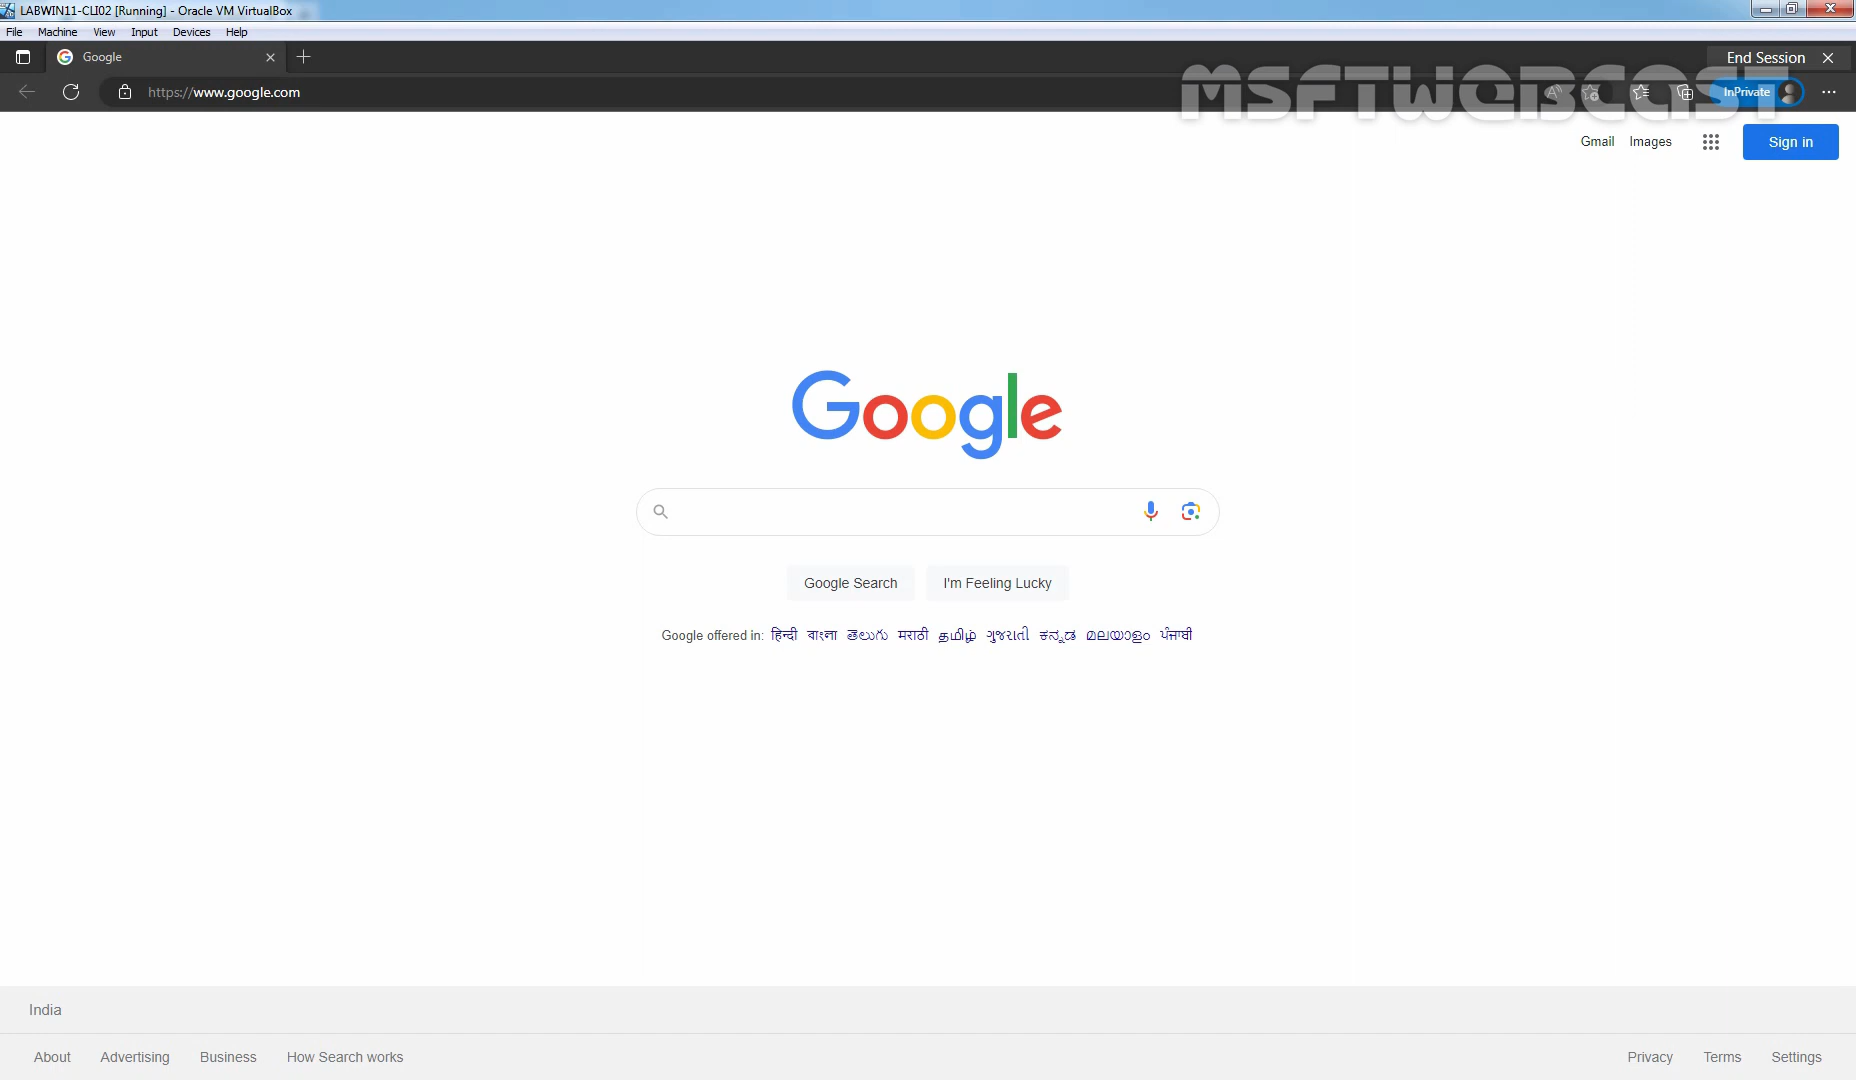 LABWIN11-CLI02 [Running] - Oracle VM VirtualBox
File Machine View Input Devices Help
Google End Session
https://www.google.com InPrivate
MSFTWEBCAST
Gmail Images Sign in
Google
Google Search I'm Feeling Lucky
Google offered in: हिन्दी বাংলা తెలుగు मराठी தமிழ் ગુજરાતી ಕನ್ನಡ മലയാളം ਪੰਜਾਬੀ
India
About Advertising Business How Search works Privacy Terms Settings